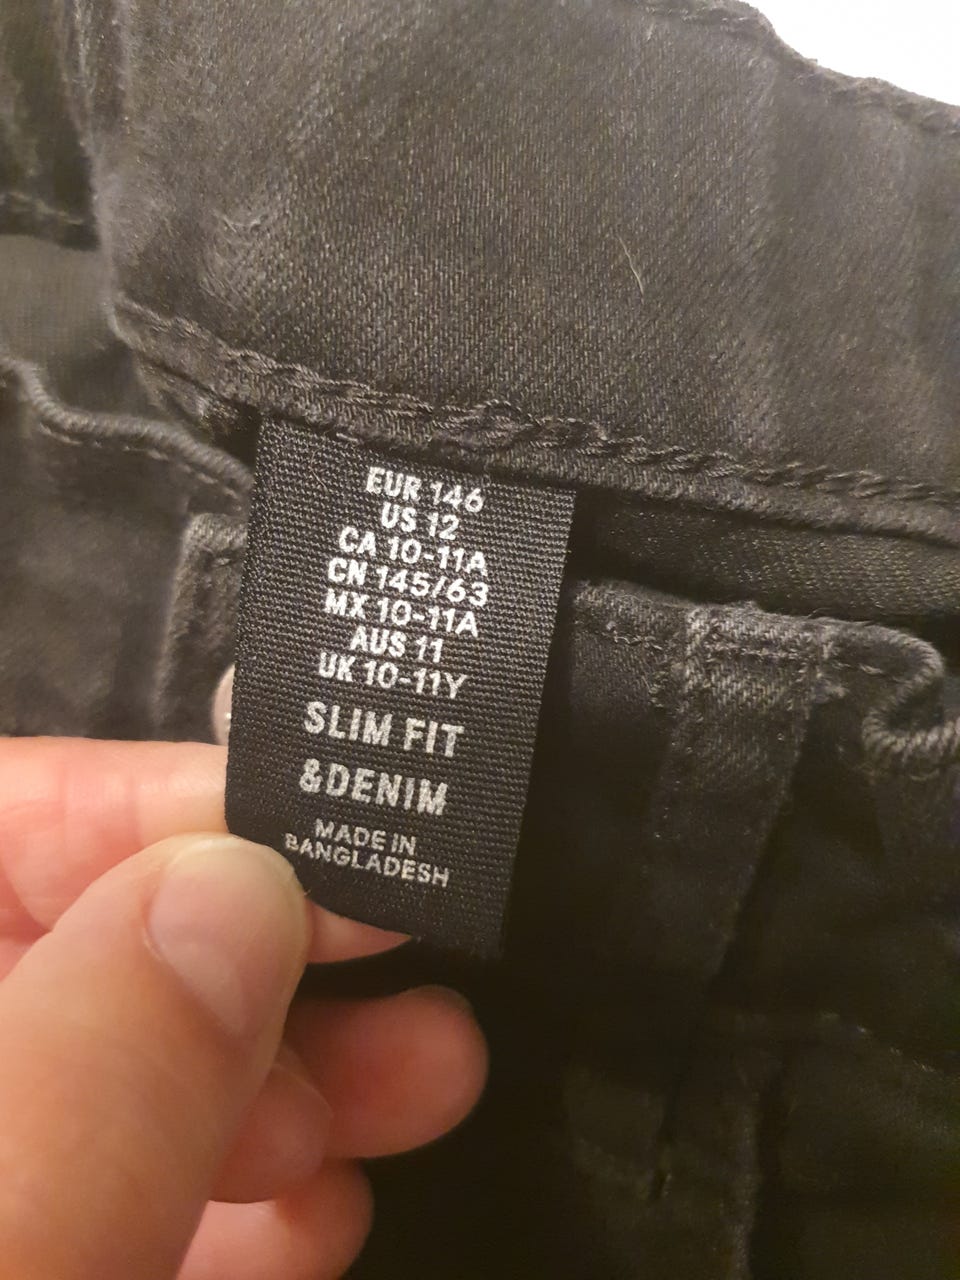 EUR 146
US 12
CA 10-11A
CN 145/63
MX 10-11A
AUS 11
UK 10-11Y
SLIM FIT
&DENIM
MADE IN
BANGLADESH